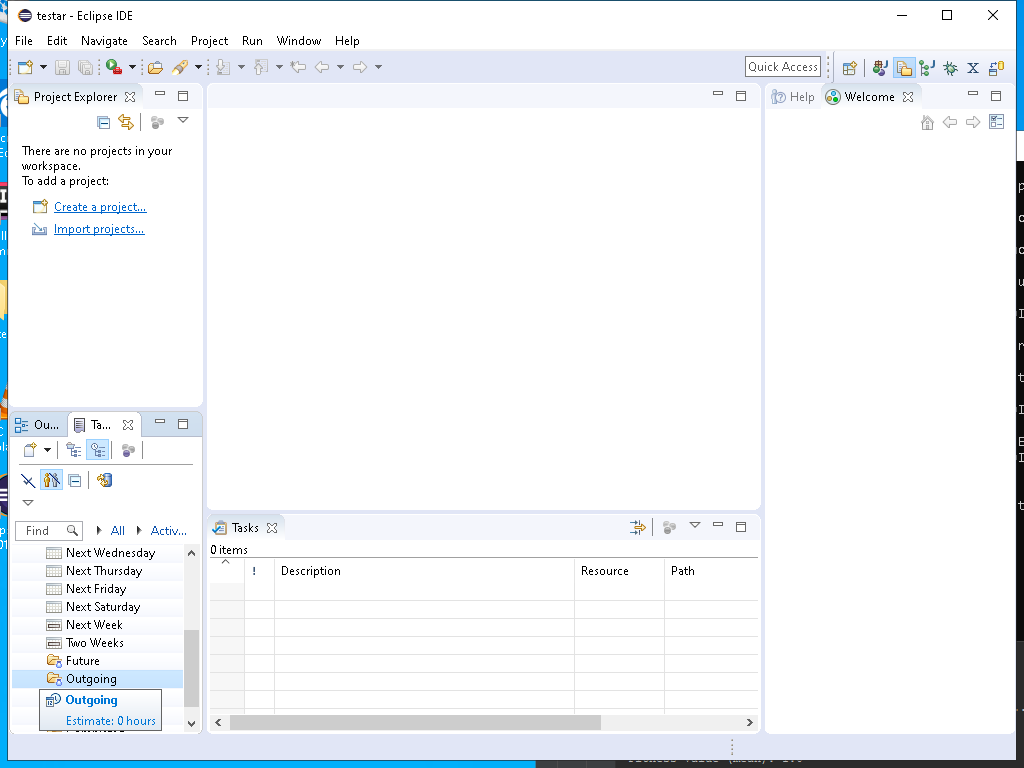 testar - Eclipse IDE
File Edit Navigate Search Project Run Window Help
Quick Access
Project Explorer
Help Welcome
There are no projects in your
workspace.
To add a project:
Create a project...
Import projects...
Ou... Ta...
Find All Activ...
Next Wednesday
Next Thursday
Next Friday
Next Saturday
Next Week
Two Weeks
Future
Outgoing
Outgoing
Estimate: 0 hours
Tasks
0 items
! Description Resource Path